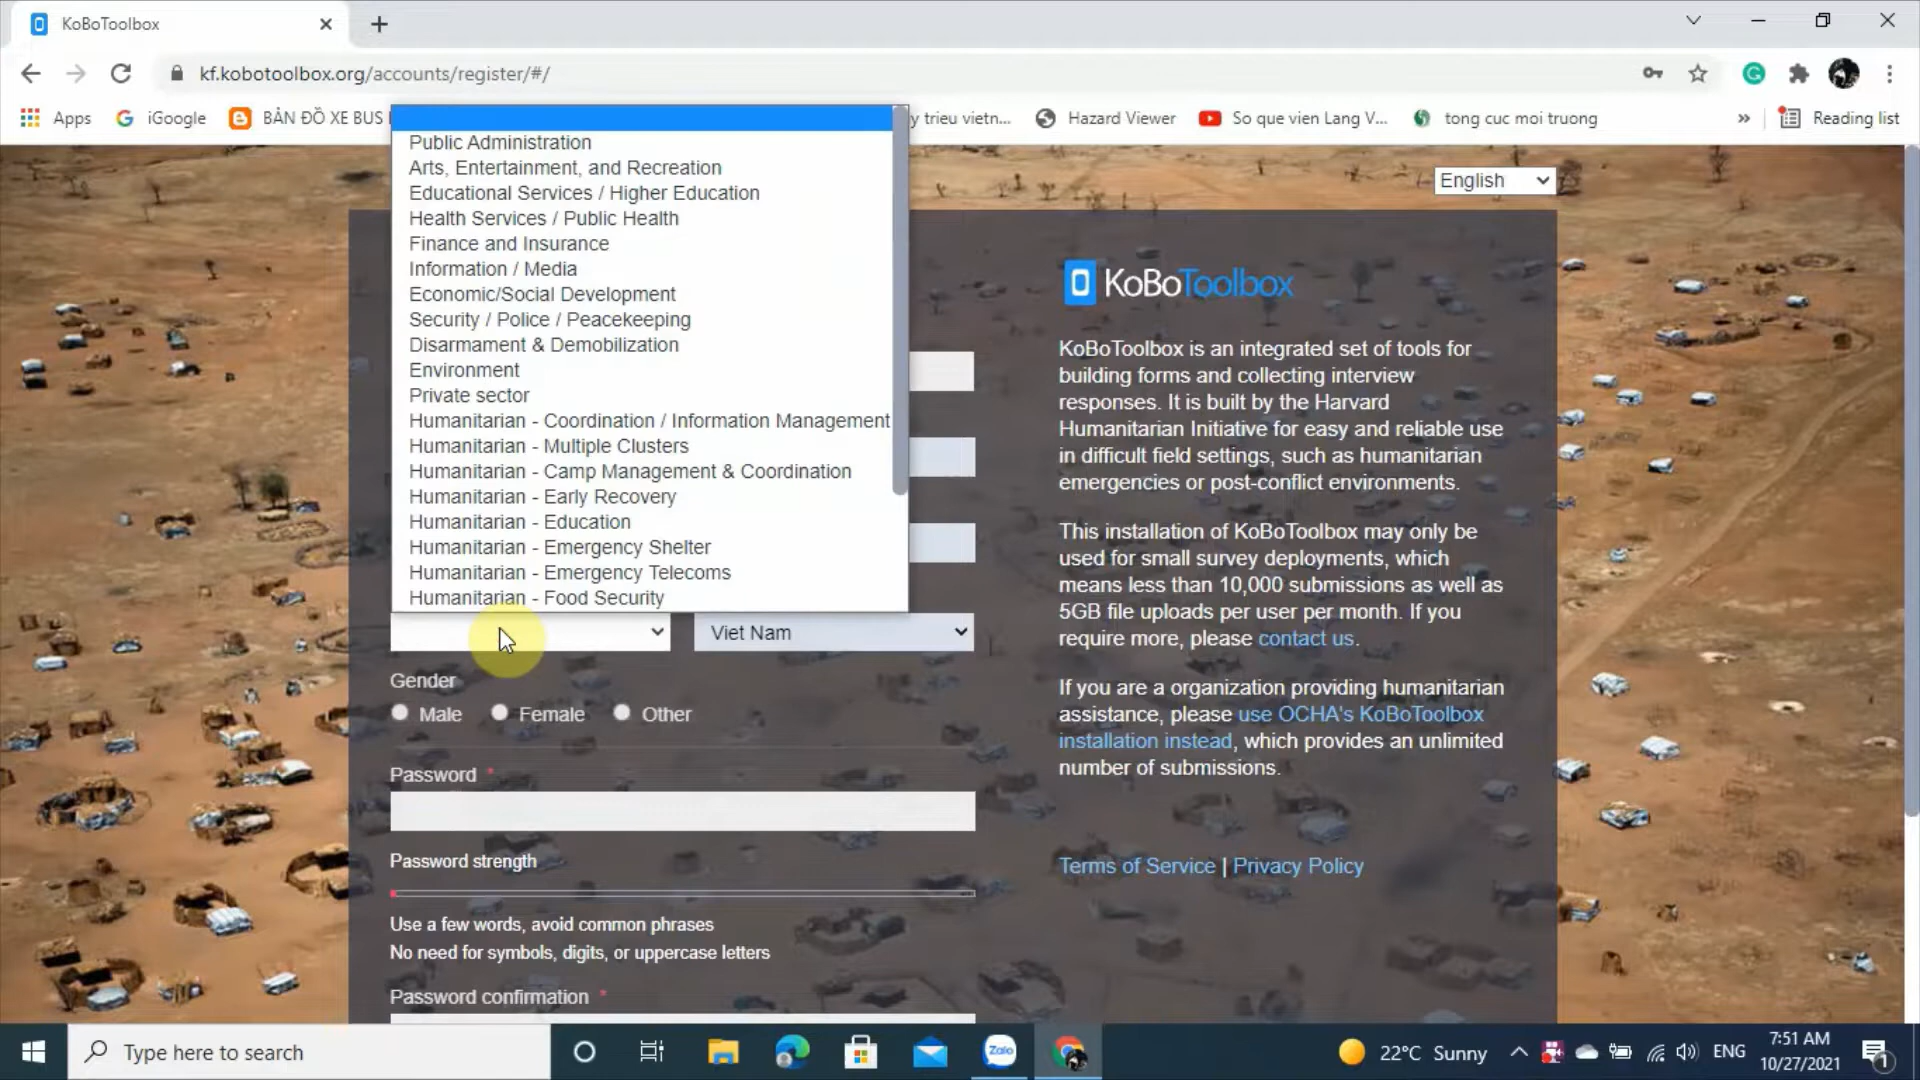 KoBoToolbox
kf.kobotoolbox.org/accounts/register/#/
Apps
iGoogle
BẢN ĐỒ XE BUS
y trieu vietn...
Hazard Viewer
So que vien Lang V...
tong cuc moi truong
»
Reading list
English
Public Administration
Arts, Entertainment, and Recreation
Educational Services / Higher Education
Health Services / Public Health
Finance and Insurance
Information / Media
Economic/Social Development
Security / Police / Peacekeeping
Disarmament & Demobilization
Environment
Private sector
Humanitarian - Coordination / Information Management
Humanitarian - Multiple Clusters
Humanitarian - Camp Management & Coordination
Humanitarian - Early Recovery
Humanitarian - Education
Humanitarian - Emergency Shelter
Humanitarian - Emergency Telecoms
Humanitarian - Food Security
Viet Nam
Gender
Male
Female
Other
Password *
Password strength
Use a few words, avoid common phrases
No need for symbols, digits, or uppercase letters
Password confirmation *
KoBoToolbox
KoBoToolbox is an integrated set of tools for
building forms and collecting interview
responses. It is built by the Harvard
Humanitarian Initiative for easy and reliable use
in difficult field settings, such as humanitarian
emergencies or post-conflict environments.
This installation of KoBoToolbox may only be
used for small survey deployments, which
means less than 10,000 submissions as well as
5GB file uploads per user per month. If you
require more, please contact us.
If you are a organization providing humanitarian
assistance, please use OCHA's KoBoToolbox
installation instead, which provides an unlimited
number of submissions.
Terms of Service | Privacy Policy
Type here to search
Zalo
22°C Sunny
ENG
7:51 AM
10/27/2021
1